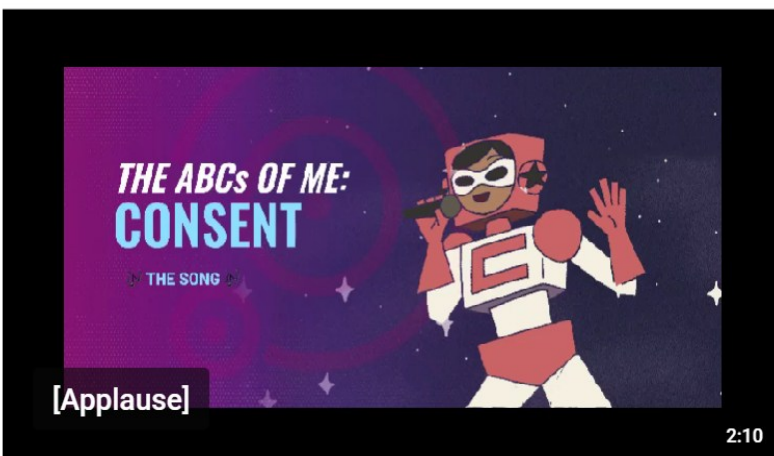 THE ABCs OF ME:
CONSENT
THE SONG
C
[Applause]
2:10